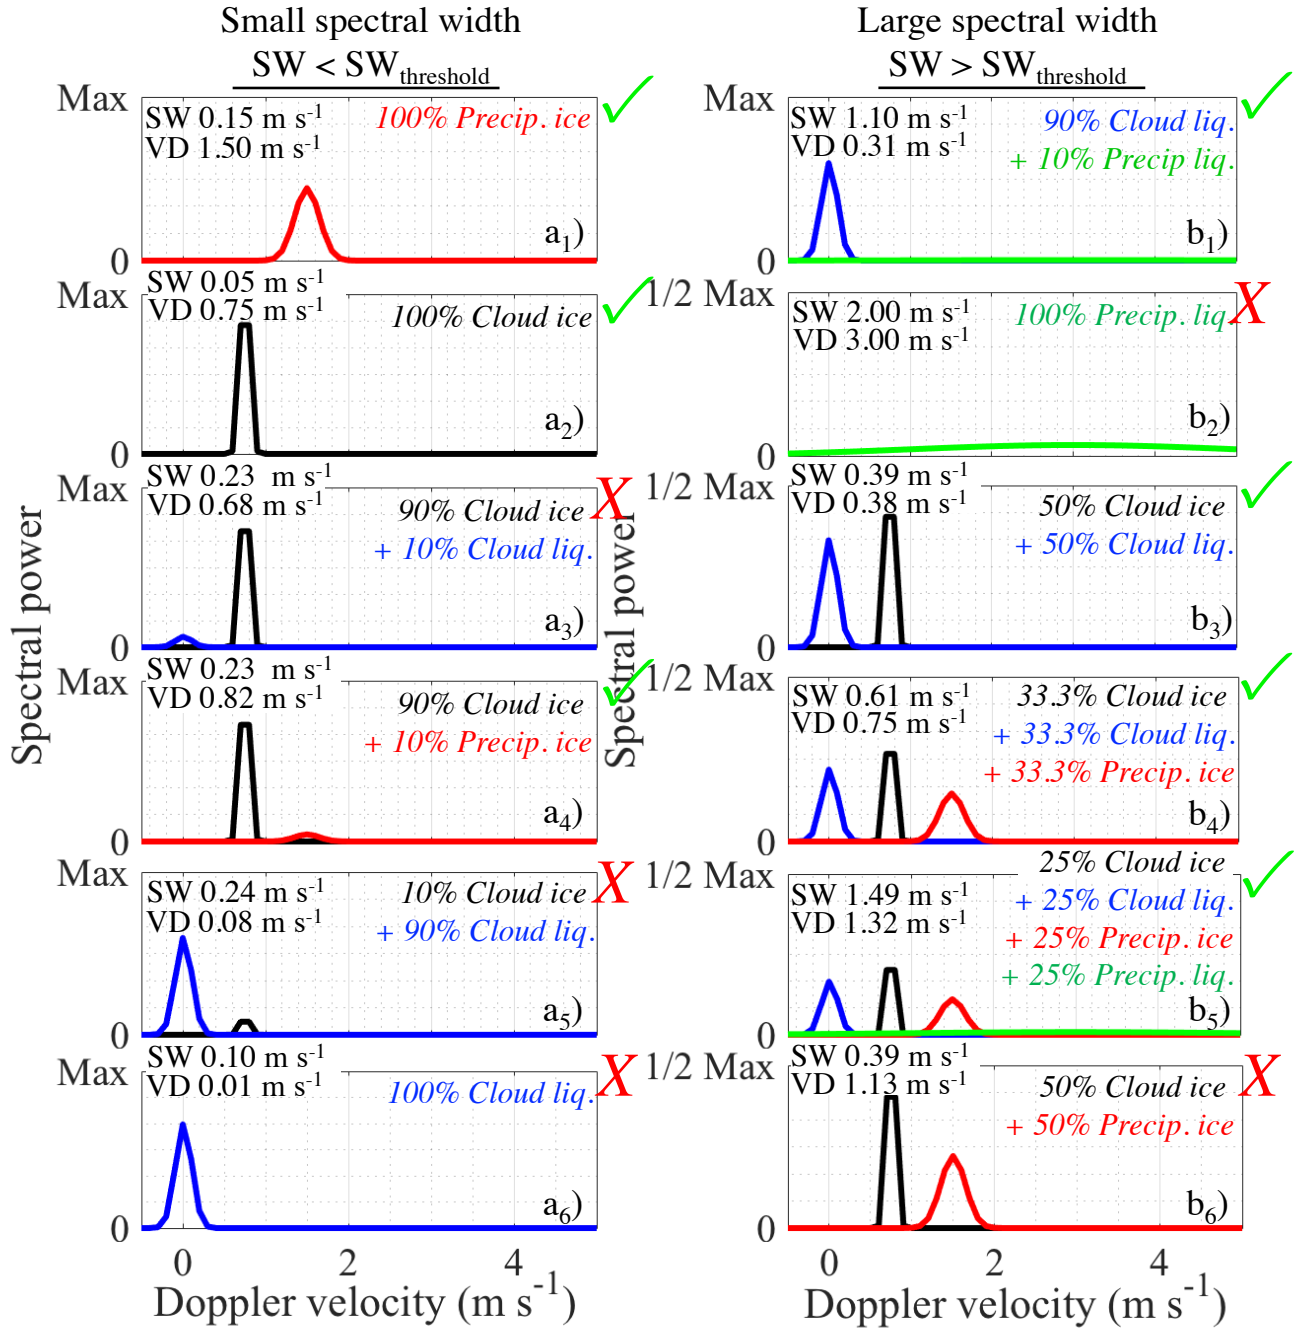 Small spectral width
SW < SW_threshold
Large spectral width
SW > SW_threshold
Max
SW 0.15 m s⁻¹
VD 1.50 m s⁻¹
100% Precip. ice
a₁)
0
Max
SW 0.05 m s⁻¹
VD 0.75 m s⁻¹
100% Cloud ice
a₂)
0
Max
SW 0.23 m s⁻¹
VD 0.68 m s⁻¹
90% Cloud ice
X
+ 10% Cloud liq.
a₃)
0
Max
SW 0.23 m s⁻¹
VD 0.82 m s⁻¹
90% Cloud ice
+ 10% Precip. ice
a₄)
0
Max
SW 0.24 m s⁻¹
VD 0.08 m s⁻¹
10% Cloud ice
X
+ 90% Cloud liq.
a₅)
0
Max
SW 0.10 m s⁻¹
VD 0.01 m s⁻¹
100% Cloud liq.
X
a₆)
0
0 2 4
Doppler velocity (m s⁻¹)
Spectral power
Max
SW 1.10 m s⁻¹
VD 0.31 m s⁻¹
90% Cloud liq.
+ 10% Precip liq.
b₁)
0
1/2 Max
SW 2.00 m s⁻¹
VD 3.00 m s⁻¹
100% Precip. liq
X
b₂)
0
1/2 Max
SW 0.39 m s⁻¹
VD 0.38 m s⁻¹
50% Cloud ice
+ 50% Cloud liq.
b₃)
0
1/2 Max
SW 0.61 m s⁻¹
VD 0.75 m s⁻¹
33.3% Cloud ice
+ 33.3% Cloud liq.
+ 33.3% Precip. ice
b₄)
0
1/2 Max
SW 1.49 m s⁻¹
VD 1.32 m s⁻¹
25% Cloud ice
+ 25% Cloud liq.
+ 25% Precip. ice
+ 25% Precip. liq.
b₅)
0
1/2 Max
SW 0.39 m s⁻¹
VD 1.13 m s⁻¹
50% Cloud ice
X
+ 50% Precip. ice
b₆)
0
0 2 4
Doppler velocity (m s⁻¹)
Spectral power